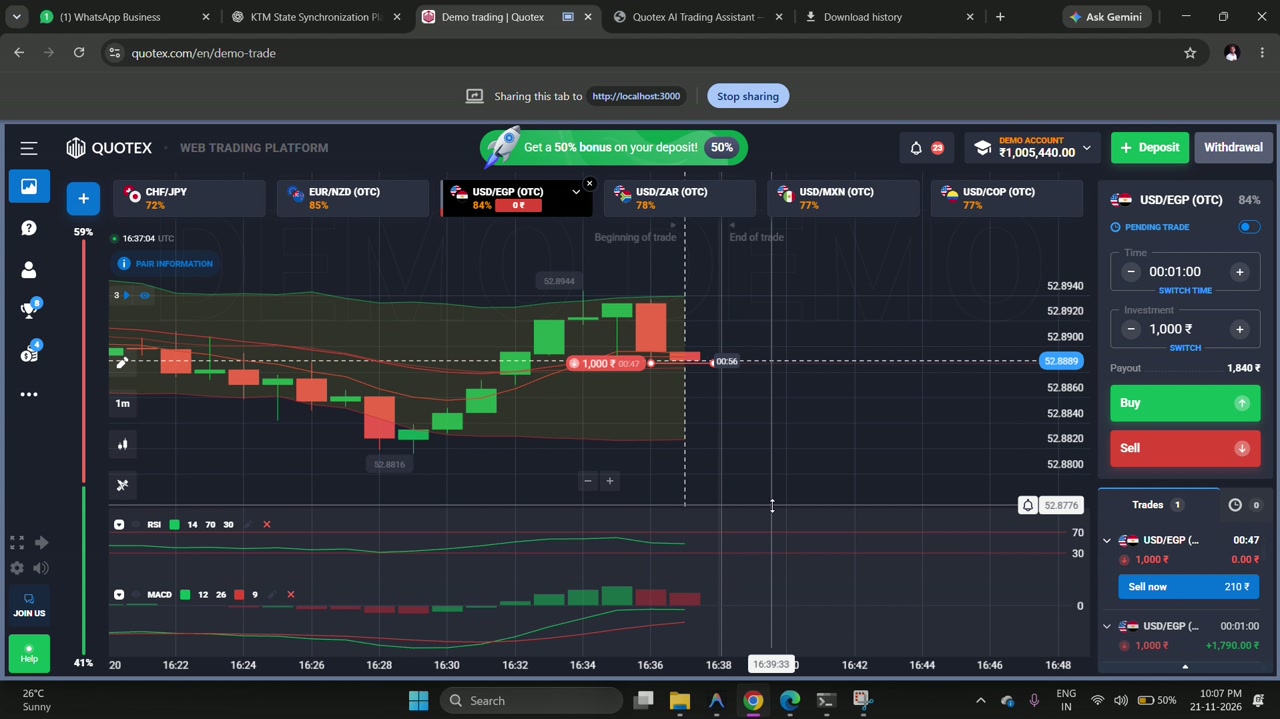 (1) WhatsApp Business
KTM State Synchronization Pl
Demo trading | Quotex
Quotex AI Trading Assistant —
Download history
Ask Gemini
quotex.com/en/demo-trade
Sharing this tab to http://localhost:3000 Stop sharing
QUOTEX • WEB TRADING PLATFORM
Get a 50% bonus on your deposit! 50%
23
DEMO ACCOUNT
₹1,005,440.00
+ Deposit
Withdrawal
CHF/JPY
72%
EUR/NZD (OTC)
85%
USD/EGP (OTC)
84% 0 ₹
USD/ZAR (OTC)
78%
USD/MXN (OTC)
77%
USD/COP (OTC)
77%
USD/EGP (OTC) 84%
PENDING TRADE
Time
00:01:00
SWITCH TIME
Investment
1,000 ₹
SWITCH
Payout 1,840 ₹
Buy
Sell
Trades 1
0
USD/EGP (... 00:47
1,000 ₹ 0.00 ₹
Sell now 210 ₹
USD/EGP (... 00:01:00
1,000 ₹ +1,790.00 ₹
8
4
JOIN US
Help
59%
41%
16:37:04 UTC
PAIR INFORMATION
3
1m
DEMO DEMO
Beginning of trade
End of trade
52.8944
52.8816
1,000 ₹ 00:47
00:56
52.8940
52.8920
52.8900
52.8889
52.8860
52.8840
52.8820
52.8800
52.8776
RSI 14 70 30
70
30
MACD 12 26 9
0
20 16:22 16:24 16:26 16:28 16:30 16:32 16:34 16:36 16:38 16:39:33 0 16:42 16:44 16:46 16:48
26°C
Sunny
Search
ENG
IN
50%
10:07 PM
21-11-2026